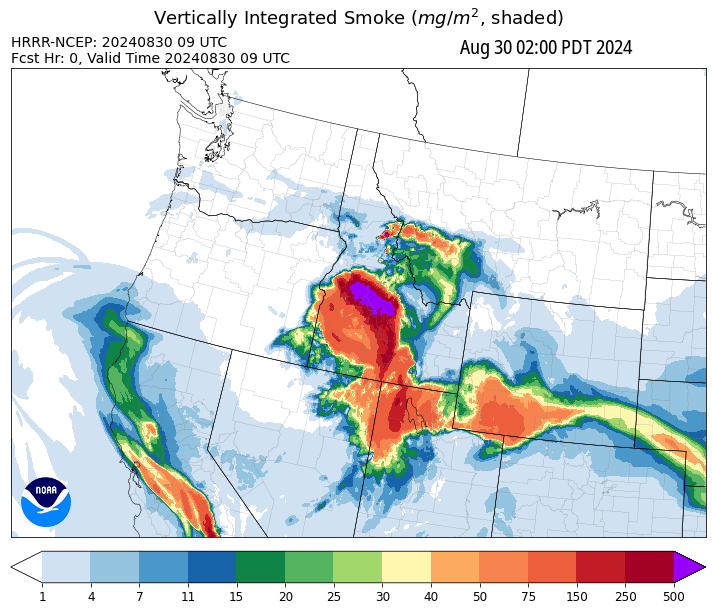 Vertically Integrated Smoke (mg/m², shaded)
HRRR-NCEP: 20240830 09 UTC
Fcst Hr: 0, Valid Time 20240830 09 UTC
Aug 30 02:00 PDT 2024
NOAA
1 4 7 11 15 20 25 30 40 50 75 150 250 500